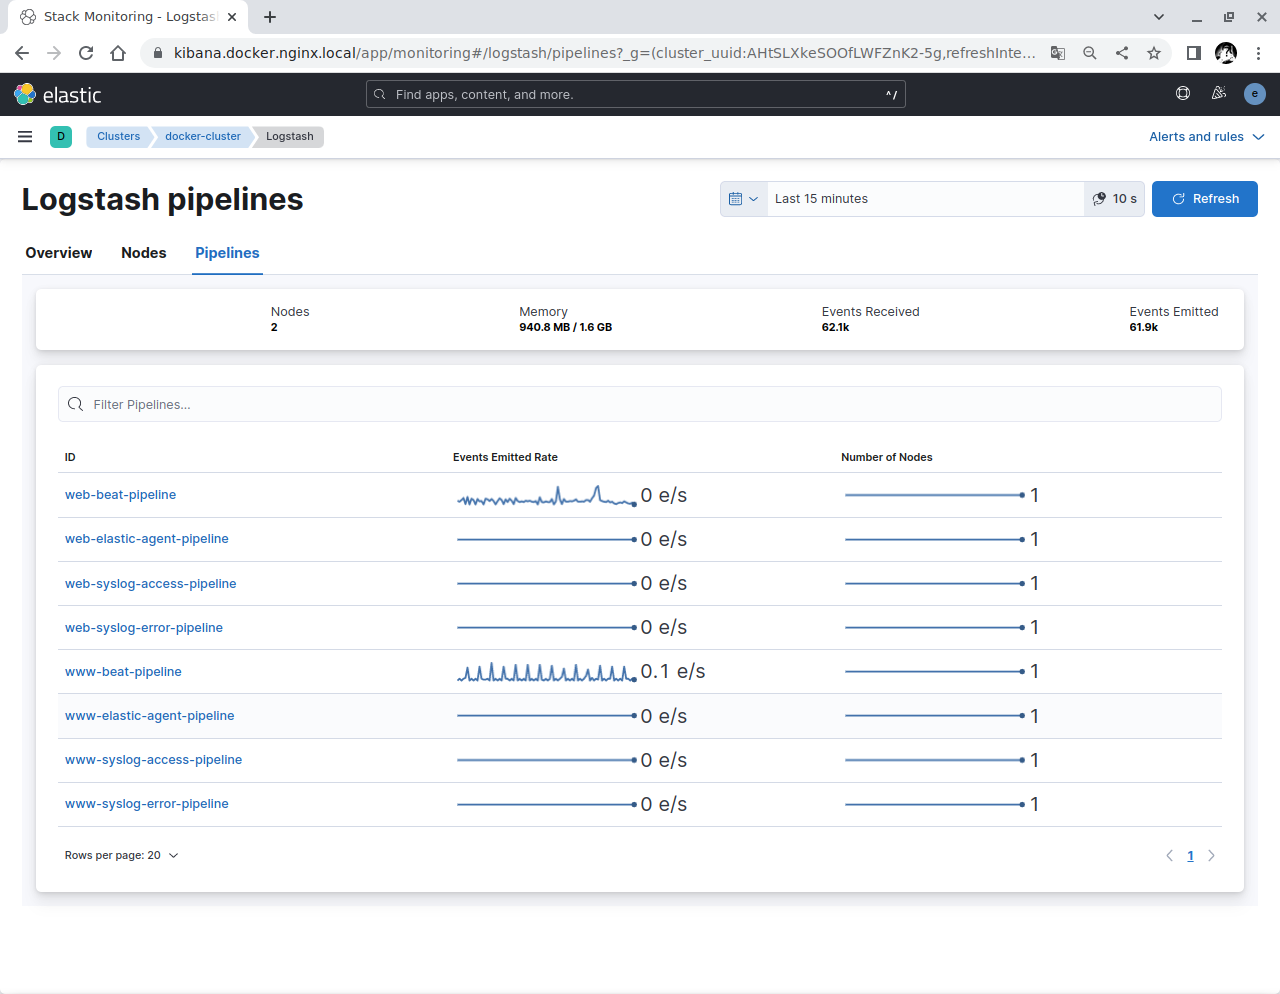 Stack Monitoring - Logstas
kibana.docker.nginx.local/app/monitoring#/logstash/pipelines?_g=(cluster_uuid:AHtSLXkeSOOfLWFZnK2-5g,refreshInte...
elastic
Find apps, content, and more.
^/
e
D
Clusters
docker-cluster
Logstash
Alerts and rules
Logstash pipelines
Last 15 minutes
10 s
Refresh
Overview
Nodes
Pipelines
Nodes
2
Memory
940.8 MB / 1.6 GB
Events Received
62.1k
Events Emitted
61.9k
Filter Pipelines...
ID Events Emitted Rate Number of Nodes
web-beat-pipeline 0 e/s 1
web-elastic-agent-pipeline 0 e/s 1
web-syslog-access-pipeline 0 e/s 1
web-syslog-error-pipeline 0 e/s 1
www-beat-pipeline 0.1 e/s 1
www-elastic-agent-pipeline 0 e/s 1
www-syslog-access-pipeline 0 e/s 1
www-syslog-error-pipeline 0 e/s 1
Rows per page: 20
1